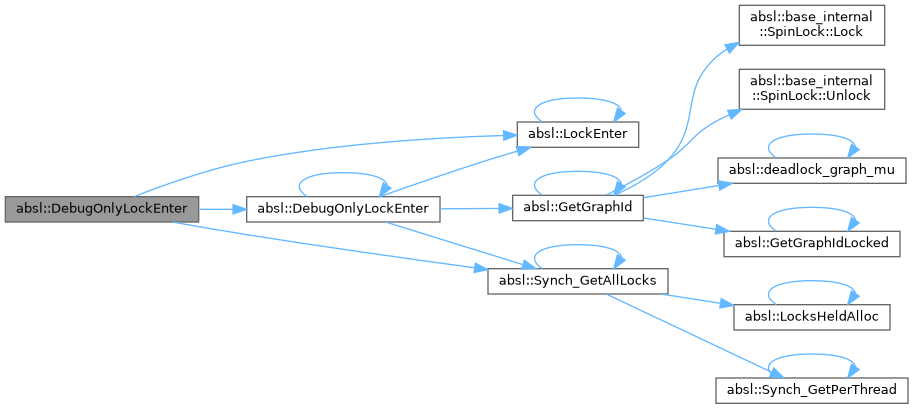 absl::DebugOnlyLockEnter
absl::DebugOnlyLockEnter
absl::LockEnter
absl::GetGraphId
absl::base_internal
::SpinLock::Lock
absl::base_internal
::SpinLock::Unlock
absl::deadlock_graph_mu
absl::GetGraphIdLocked
absl::Synch_GetAllLocks
absl::LocksHeldAlloc
absl::Synch_GetPerThread